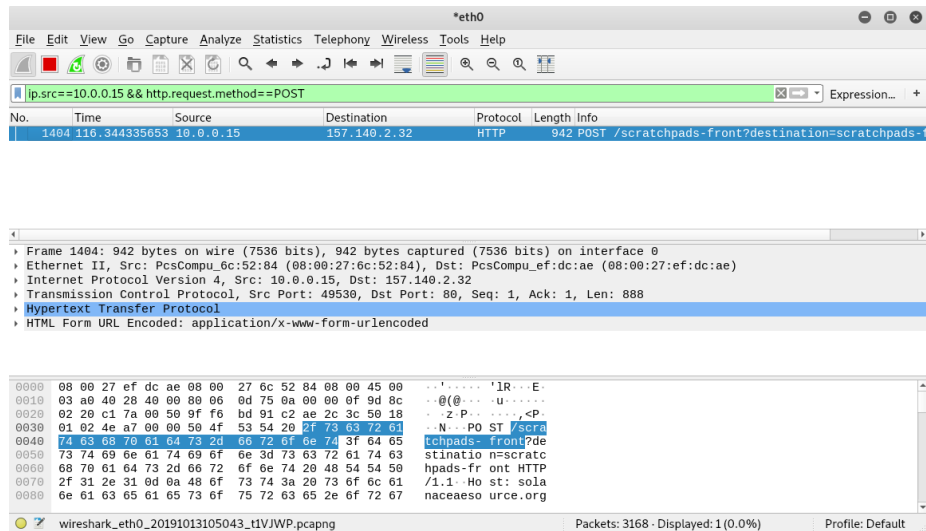 *eth0
File Edit View Go Capture Analyze Statistics Telephony Wireless Tools Help
ip.src==10.0.0.15 && http.request.method==POST Expression... +
No. Time Source Destination Protocol Length Info
1404 116.344335653 10.0.0.15 157.140.2.32 HTTP 942 POST /scratchpads-front?destination=scratchpads-f
Frame 1404: 942 bytes on wire (7536 bits), 942 bytes captured (7536 bits) on interface 0
Ethernet II, Src: PcsCompu_6c:52:84 (08:00:27:6c:52:84), Dst: PcsCompu_ef:dc:ae (08:00:27:ef:dc:ae)
Internet Protocol Version 4, Src: 10.0.0.15, Dst: 157.140.2.32
Transmission Control Protocol, Src Port: 49530, Dst Port: 80, Seq: 1, Ack: 1, Len: 888
Hypertext Transfer Protocol
HTML Form URL Encoded: application/x-www-form-urlencoded
0000 08 00 27 ef dc ae 08 00 27 6c 52 84 08 00 45 00 ··'····· 'lR···E·
0010 03 a0 40 28 40 00 80 06 0d 75 0a 00 00 0f 9d 8c ··@(@··· ·u······
0020 02 20 c1 7a 00 50 9f f6 bd 91 c2 ae 2c 3c 50 18 · ·z·P·· ····,<P·
0030 01 02 4e a7 00 00 50 4f 53 54 20 2f 73 63 72 61 ··N···PO ST /scra
0040 74 63 68 70 61 64 73 2d 66 72 6f 6e 74 3f 64 65 tchpads- front?de
0050 73 74 69 6e 61 74 69 6f 6e 3d 73 63 72 61 74 63 stinatio n=scratc
0060 68 70 61 64 73 2d 66 72 6f 6e 74 20 48 54 54 50 hpads-fr ont HTTP
0070 2f 31 2e 31 0d 0a 48 6f 73 74 3a 20 73 6f 6c 61 /1.1··Ho st: sola
0080 6e 61 63 65 61 65 73 6f 75 72 63 65 2e 6f 72 67 naceaeso urce.org
wireshark_eth0_20191013105043_t1VJWP.pcapng Packets: 3168 · Displayed: 1 (0.0%) Profile: Default